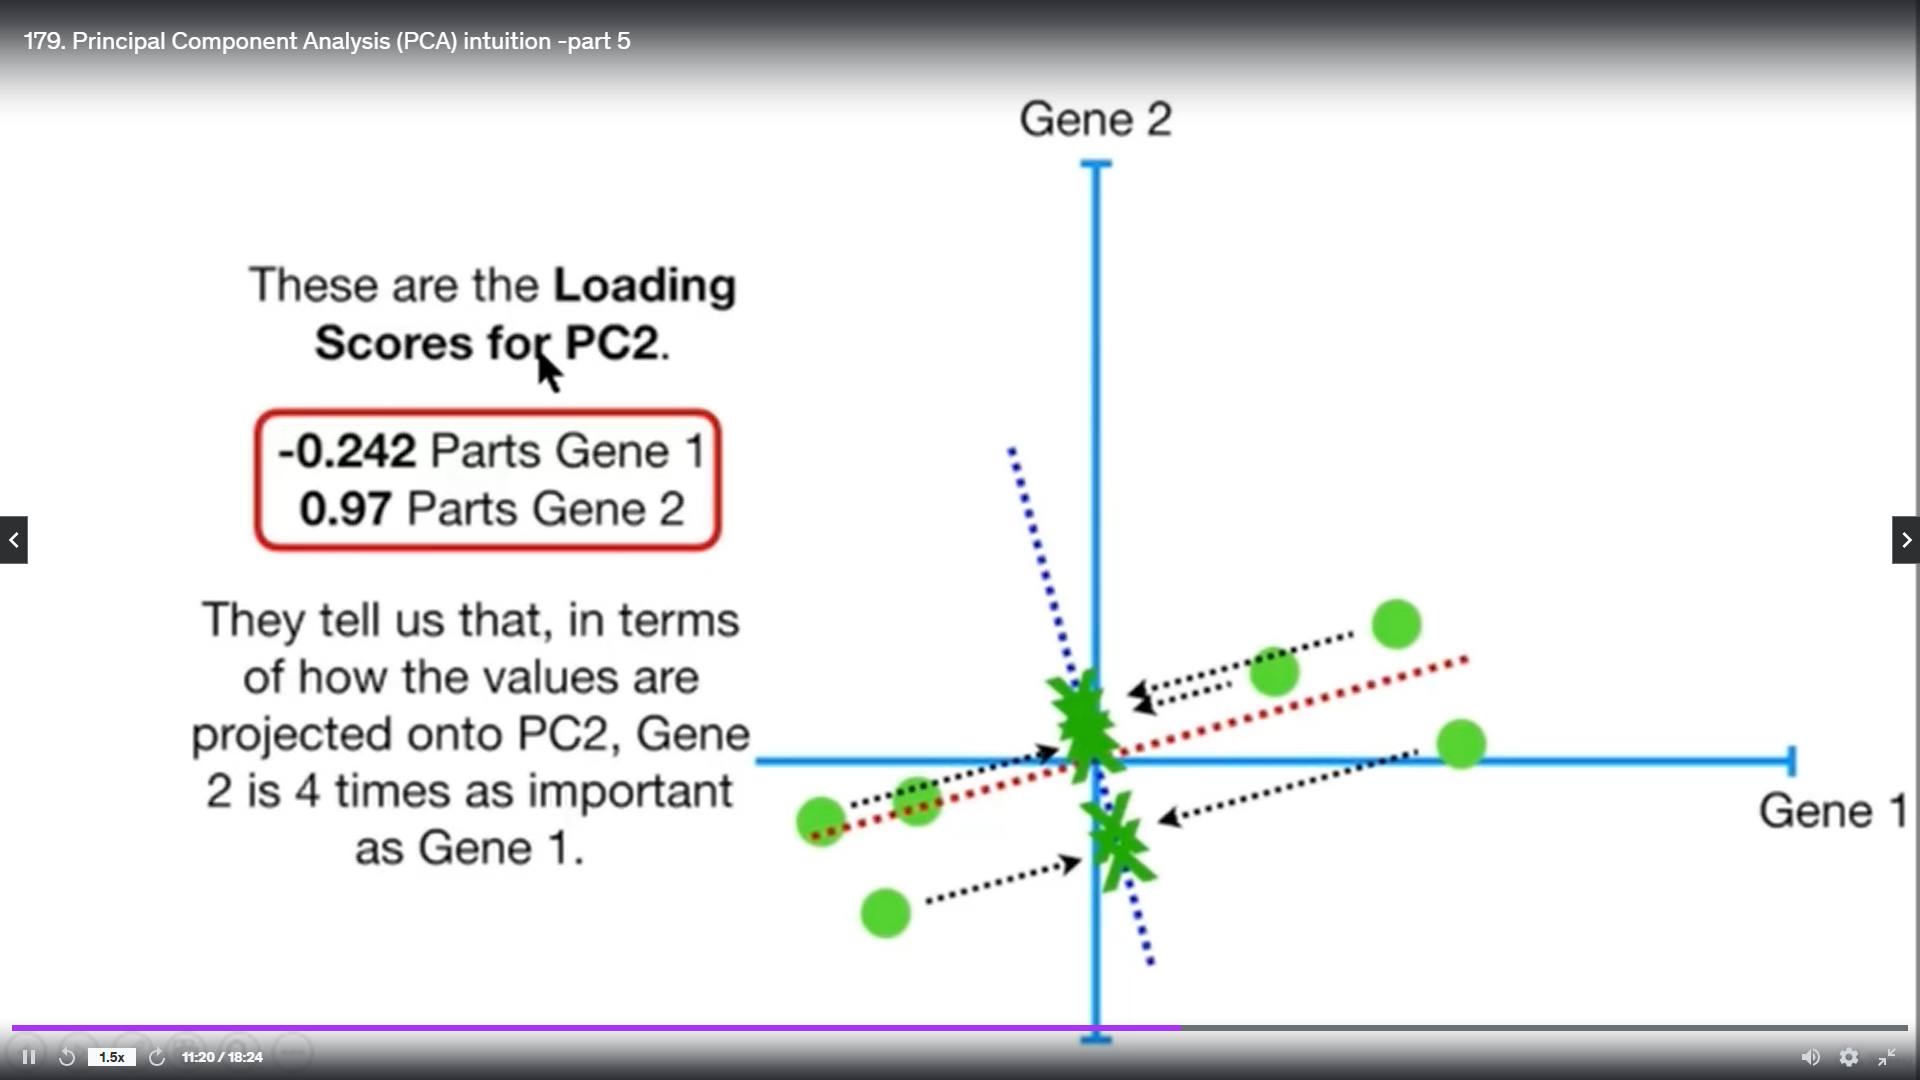 179. Principal Component Analysis (PCA) intuition -part 5
Gene 2
These are the Loading
Scores for PC2.
-0.242 Parts Gene 1
0.97 Parts Gene 2
They tell us that, in terms
of how the values are
projected onto PC2, Gene
2 is 4 times as important
as Gene 1.
Gene 1
1.5x
11:20 / 18:24